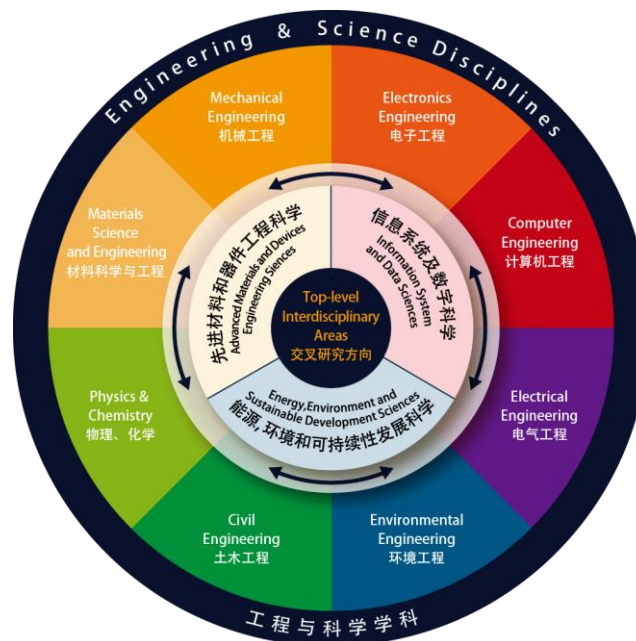 Engineering & Science Disciplines
Mechanical
Engineering
机械工程
Electronics
Engineering
电子工程
Materials
Science
and Engineering
材料科学与工程
Computer
Engineering
计算机工程
先进材料和器件工程科学
Advanced Materials and Devices
Engineering Siences
信息系统及数字科学
Information System
and Data Sciences
Top-level
Interdisciplinary
Areas
交叉研究方向
Energy,Environment and
Sustainable Development Sciences
能源,环境和可持续性发展科学
Physics &
Chemistry
物理、化学
Electrical
Engineering
电气工程
Civil
Engineering
土木工程
Environmental
Engineering
环境工程
工程与科学学科